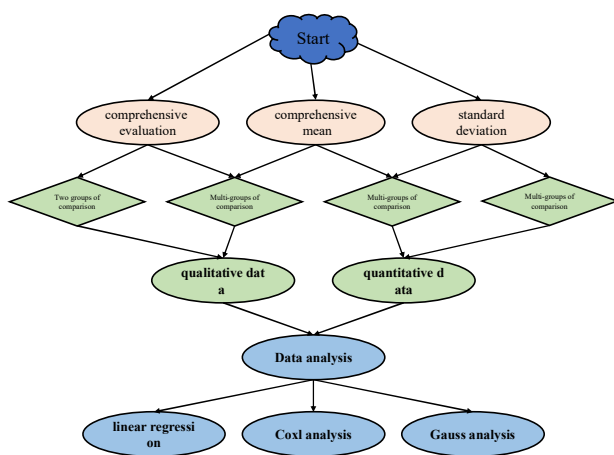 Start
comprehensive
evaluation
comprehensive
mean
standard
deviation
Two groups of
comparison
Multi-groups of
comparison
Multi-groups of
comparison
Multi-groups of
comparison
qualitative dat
a
quantitative d
ata
Data analysis
linear regressi
on
Coxl analysis
Gauss analysis